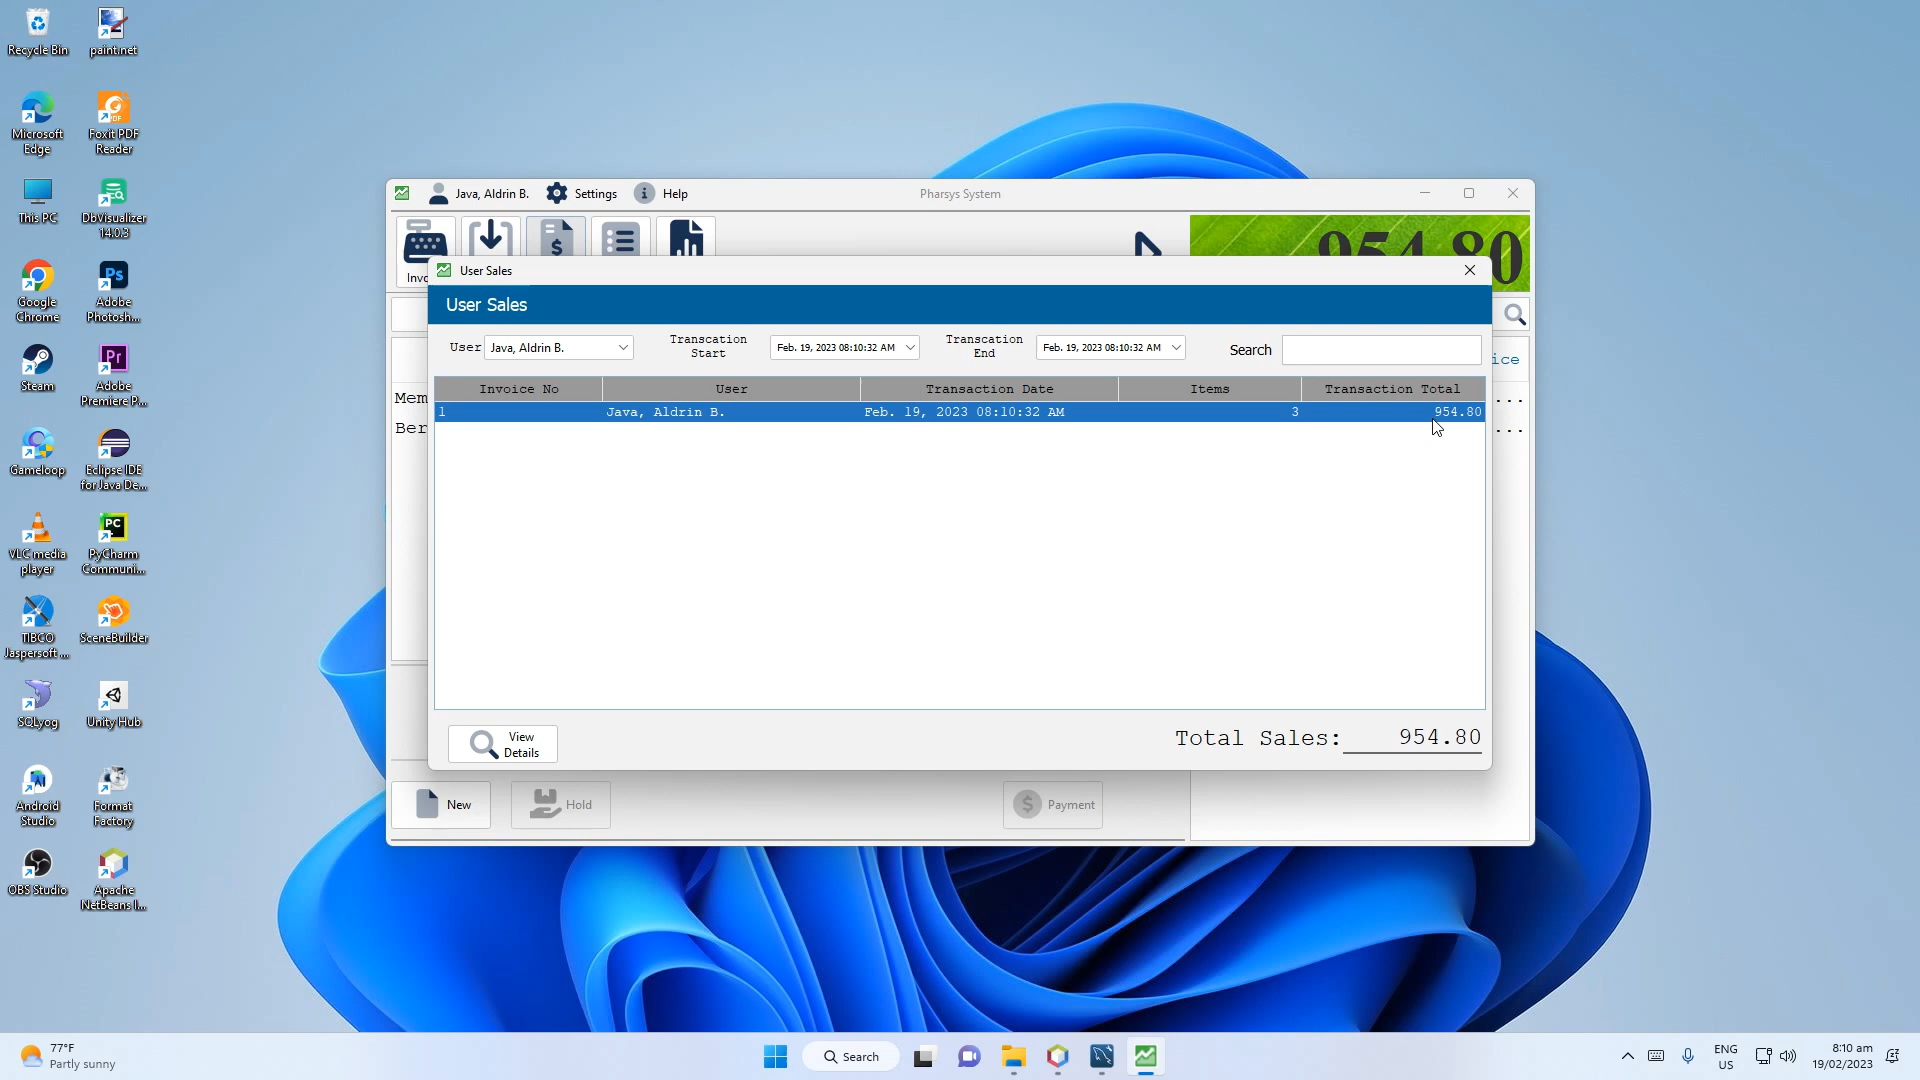 Recycle Bin
paint.net
Microsoft
Edge
Foxit PDF
Reader
This PC
DbVisualizer
14.0.3
Google
Chrome
Adobe
Photosh...
Steam
Adobe
Premiere P...
Gameloop
Eclipse IDE
for Java De...
VLC media
player
PyCharm
Communi...
TIBCO
Jaspersoft ...
SceneBuilder
SQLyog
Unity Hub
Android
Studio
Format
Factory
OBS Studio
Apache
NetBeans I...
Java, Aldrin B.
Settings
Help
Pharsys System
954.80
User Sales
User Sales
User
Java, Aldrin B.
Transcation
Start
Feb. 19, 2023 08:10:32 AM
Transcation
End
Feb. 19, 2023 08:10:32 AM
Search
Invoice No
User
Transaction Date
Items
Transaction Total
1
Java, Aldrin B.
Feb. 19, 2023 08:10:32 AM
3
954.80
Mem
Ber
ice
...
...
View
Details
Total Sales:
954.80
New
Hold
Payment
77°F
Partly sunny
Search
ENG
US
8:10 am
19/02/2023